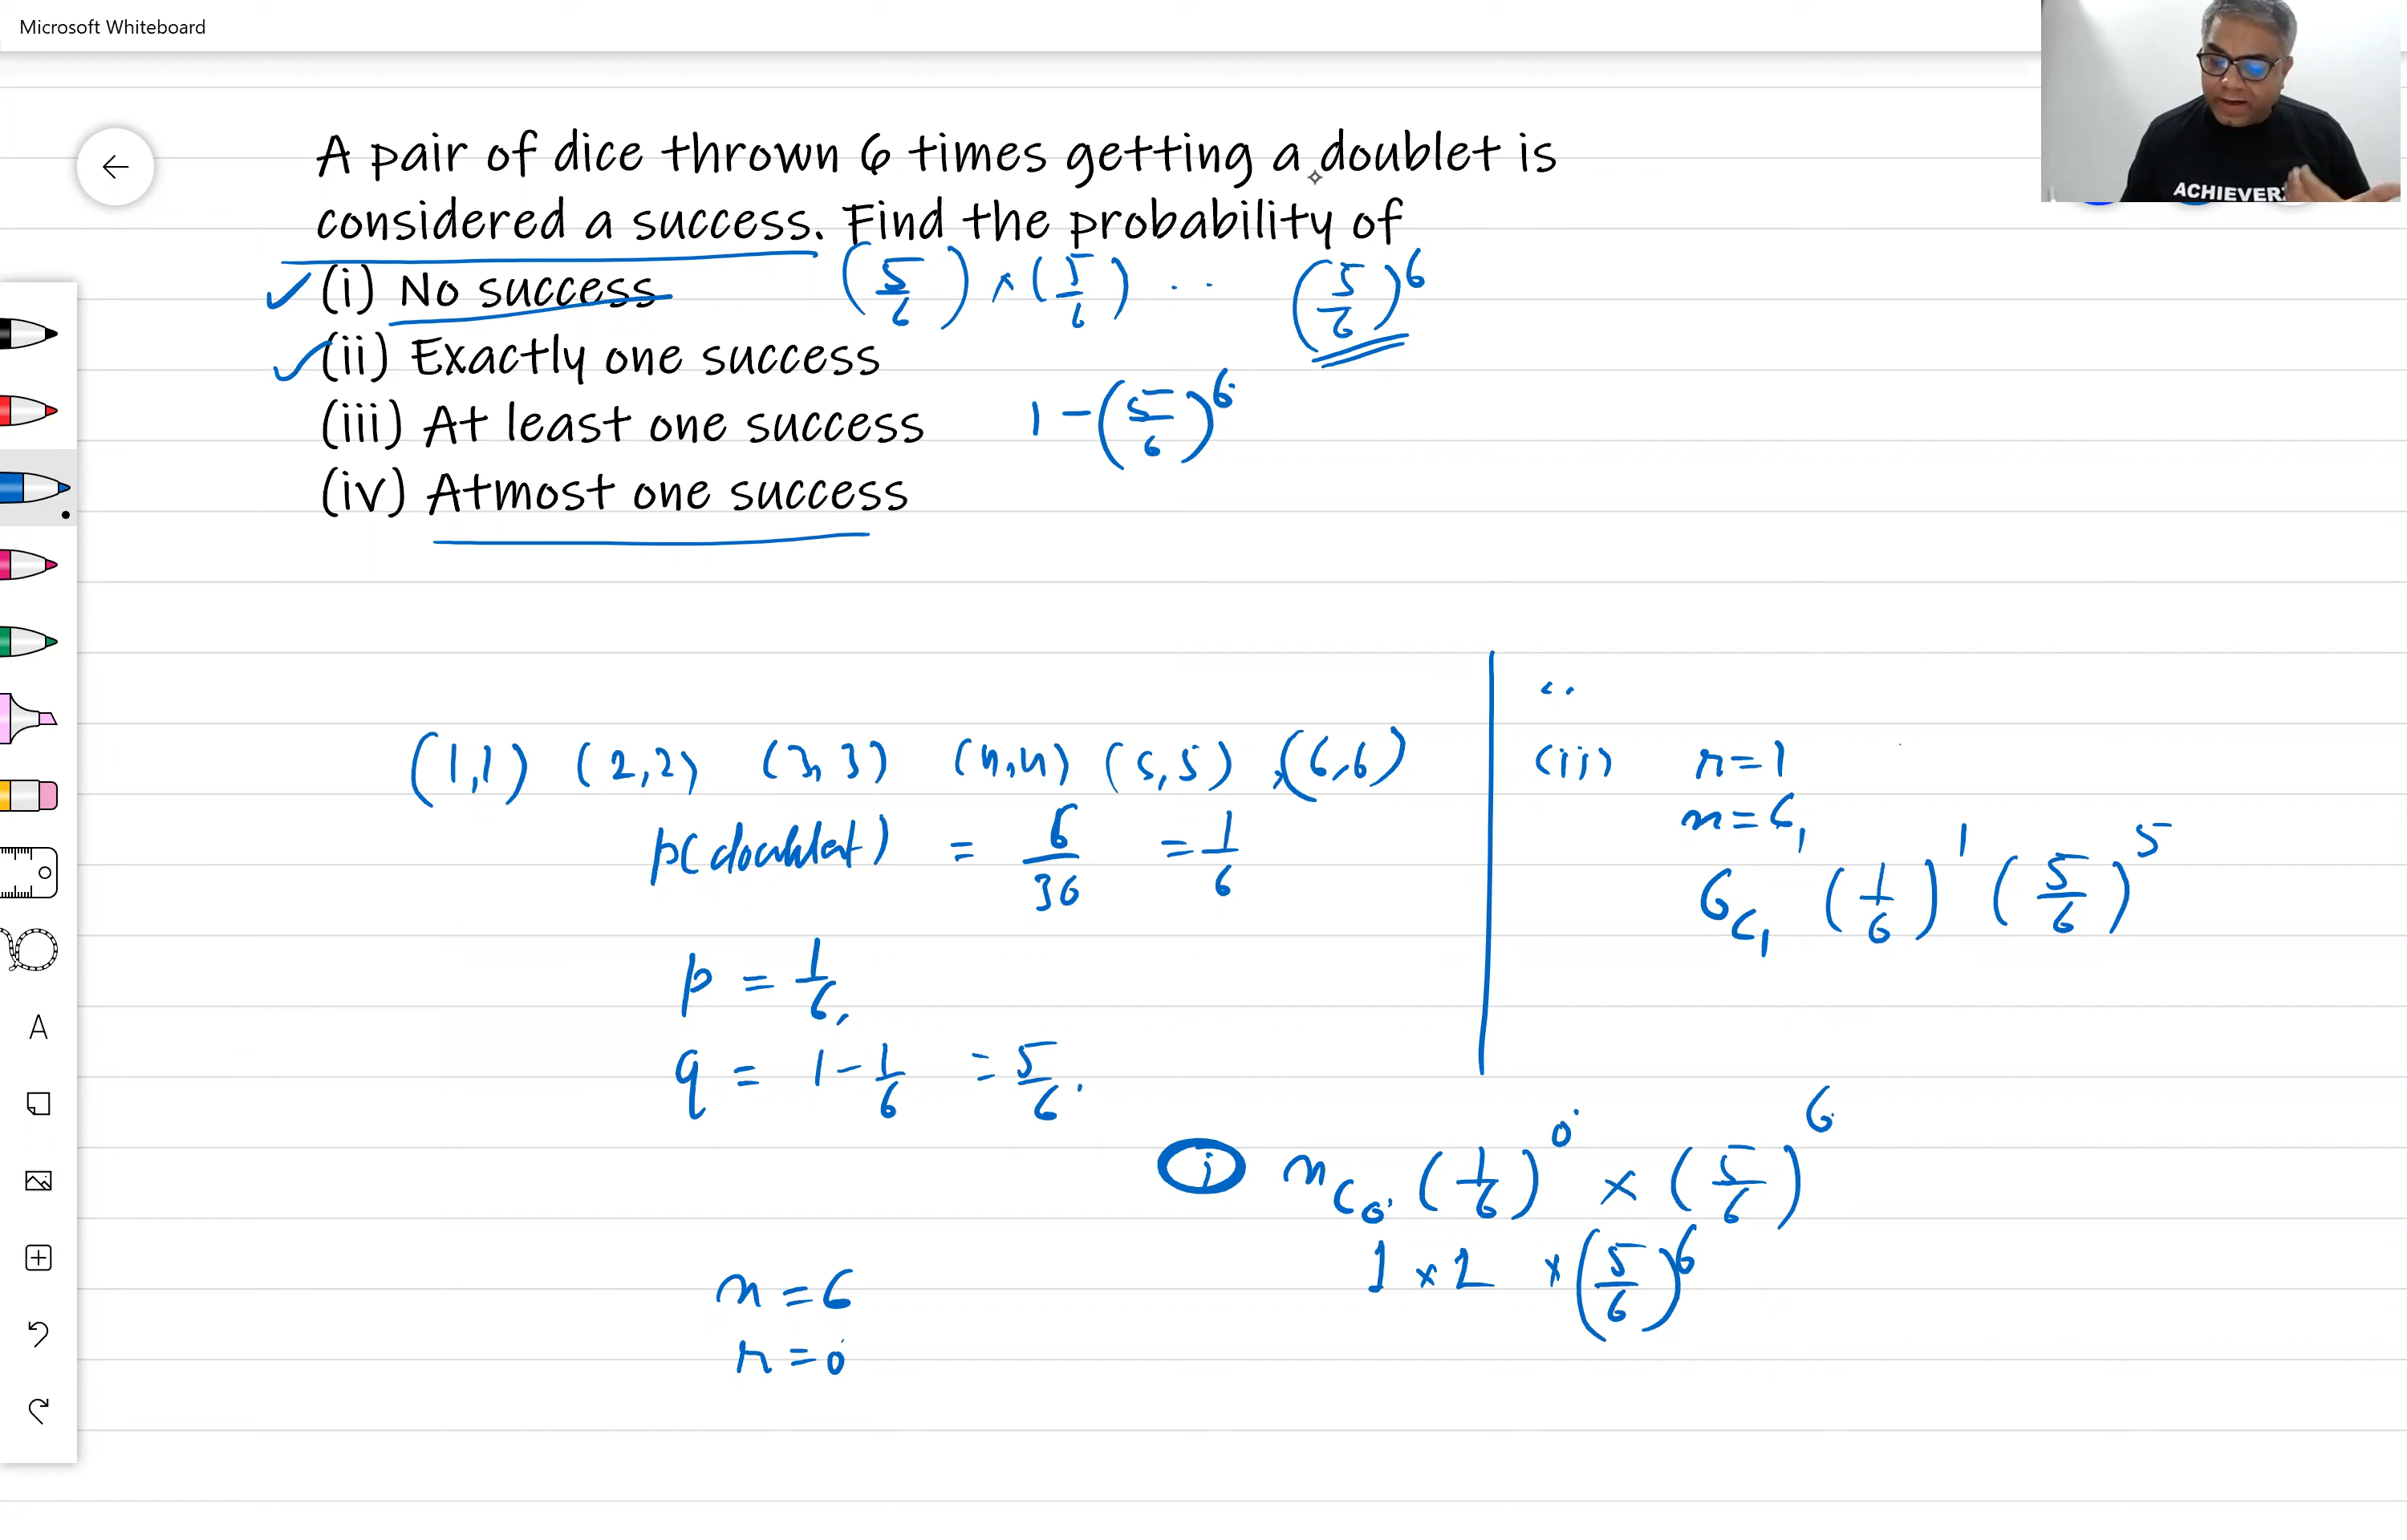 Microsoft Whiteboard
ACHIEVER
A pair of dice thrown 6 times getting a doublet is
considered a success. Find the probability of
(i) No success (5/6) × (5/6) .. (5/6)^6
(ii) Exactly one success
(iii) At least one success 1 - (5/6)^6
(iv) Atmost one success
(1,1) (2,2) (3,3) (4,4) (5,5), (6,6)
p(doublet) = 6/36 = 1/6
p = 1/6,
q = 1 - 1/6 = 5/6.
n = 6
r = 0
(ii) r = 1
n = 6,
6C1 (1/6)^1 (5/6)^5
i nC0 (1/6)^0 × (5/6)^6
1 × 1 × (5/6)^6
A